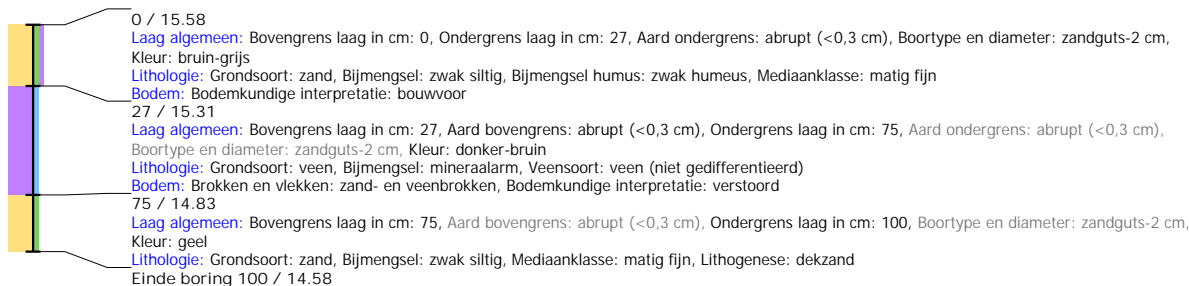 0 / 15.58
Laag algemeen: Bovengrens laag in cm: 0, Ondergrens laag in cm: 27, Aard ondergrens: abrupt (<0,3 cm), Boortype en diameter: zandguts-2 cm,
Kleur: bruin-grijs
Lithologie: Grondsoort: zand, Bijmengsel: zwak siltig, Bijmengsel humus: zwak humeus, Mediaanklasse: matig fijn
Bodem: Bodemkundige interpretatie: bouwvoor
27 / 15.31
Laag algemeen: Bovengrens laag in cm: 27, Aard bovengrens: abrupt (<0,3 cm), Ondergrens laag in cm: 75, Aard ondergrens: abrupt (<0,3 cm),
Boortype en diameter: zandguts-2 cm, Kleur: donker-bruin
Lithologie: Grondsoort: veen, Bijmengsel: mineraalarm, Veensoort: veen (niet gedifferentieerd)
Bodem: Brokken en vlekken: zand- en veenbrokken, Bodemkundige interpretatie: verstoord
75 / 14.83
Laag algemeen: Bovengrens laag in cm: 75, Aard bovengrens: abrupt (<0,3 cm), Ondergrens laag in cm: 100, Boortype en diameter: zandguts-2 cm,
Kleur: geel
Lithologie: Grondsoort: zand, Bijmengsel: zwak siltig, Mediaanklasse: matig fijn, Lithogenese: dekzand
Einde boring 100 / 14.58